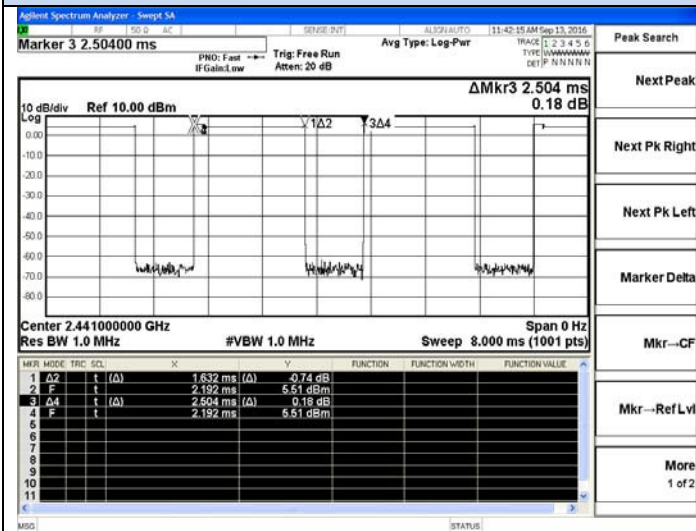 Agilent Spectrum Analyzer - Swept SA
RF 50 Ω AC SENSE:INT ALIGN AUTO 11:42:15 AM Sep 13, 2016
Marker 3 2.50400 ms Avg Type: Log-Pwr TRACE 1 2 3 4 5 6
PNO: Fast Trig: Free Run TYPE WWWWWW
IFGain:Low Atten: 20 dB DET P N N N N N
Peak Search
Next Peak
Next Pk Right
Next Pk Left
Marker Delta
Mkr→CF
Mkr→Ref Lvl
More
1 of 2
ΔMkr3 2.504 ms
10 dB/div Ref 10.00 dBm 0.18 dB
Log
1Δ2 3Δ4
0.00
-10.0
-20.0
-30.0
-40.0
-50.0
-60.0
-70.0
-80.0
Center 2.441000000 GHz Span 0 Hz
Res BW 1.0 MHz #VBW 1.0 MHz Sweep 8.000 ms (1001 pts)
MKR MODE TRC SCL X Y FUNCTION FUNCTION WIDTH FUNCTION VALUE
1 Δ2 t (Δ) 1.632 ms (Δ) -0.74 dB
2 F t 2.192 ms 5.51 dBm
3 Δ4 t (Δ) 2.504 ms (Δ) 0.18 dB
4 F t 2.192 ms 5.51 dBm
5
6
7
8
9
10
11
MSG STATUS